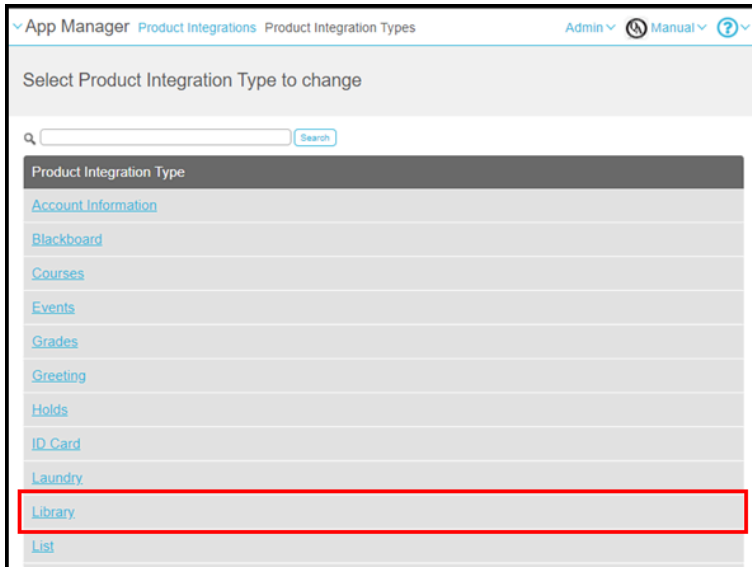 App Manager Product Integrations Product Integration Types Admin Manual ?
Select Product Integration Type to change
Search
Product Integration Type
Account Information
Blackboard
Courses
Events
Grades
Greeting
Holds
ID Card
Laundry
Library
List